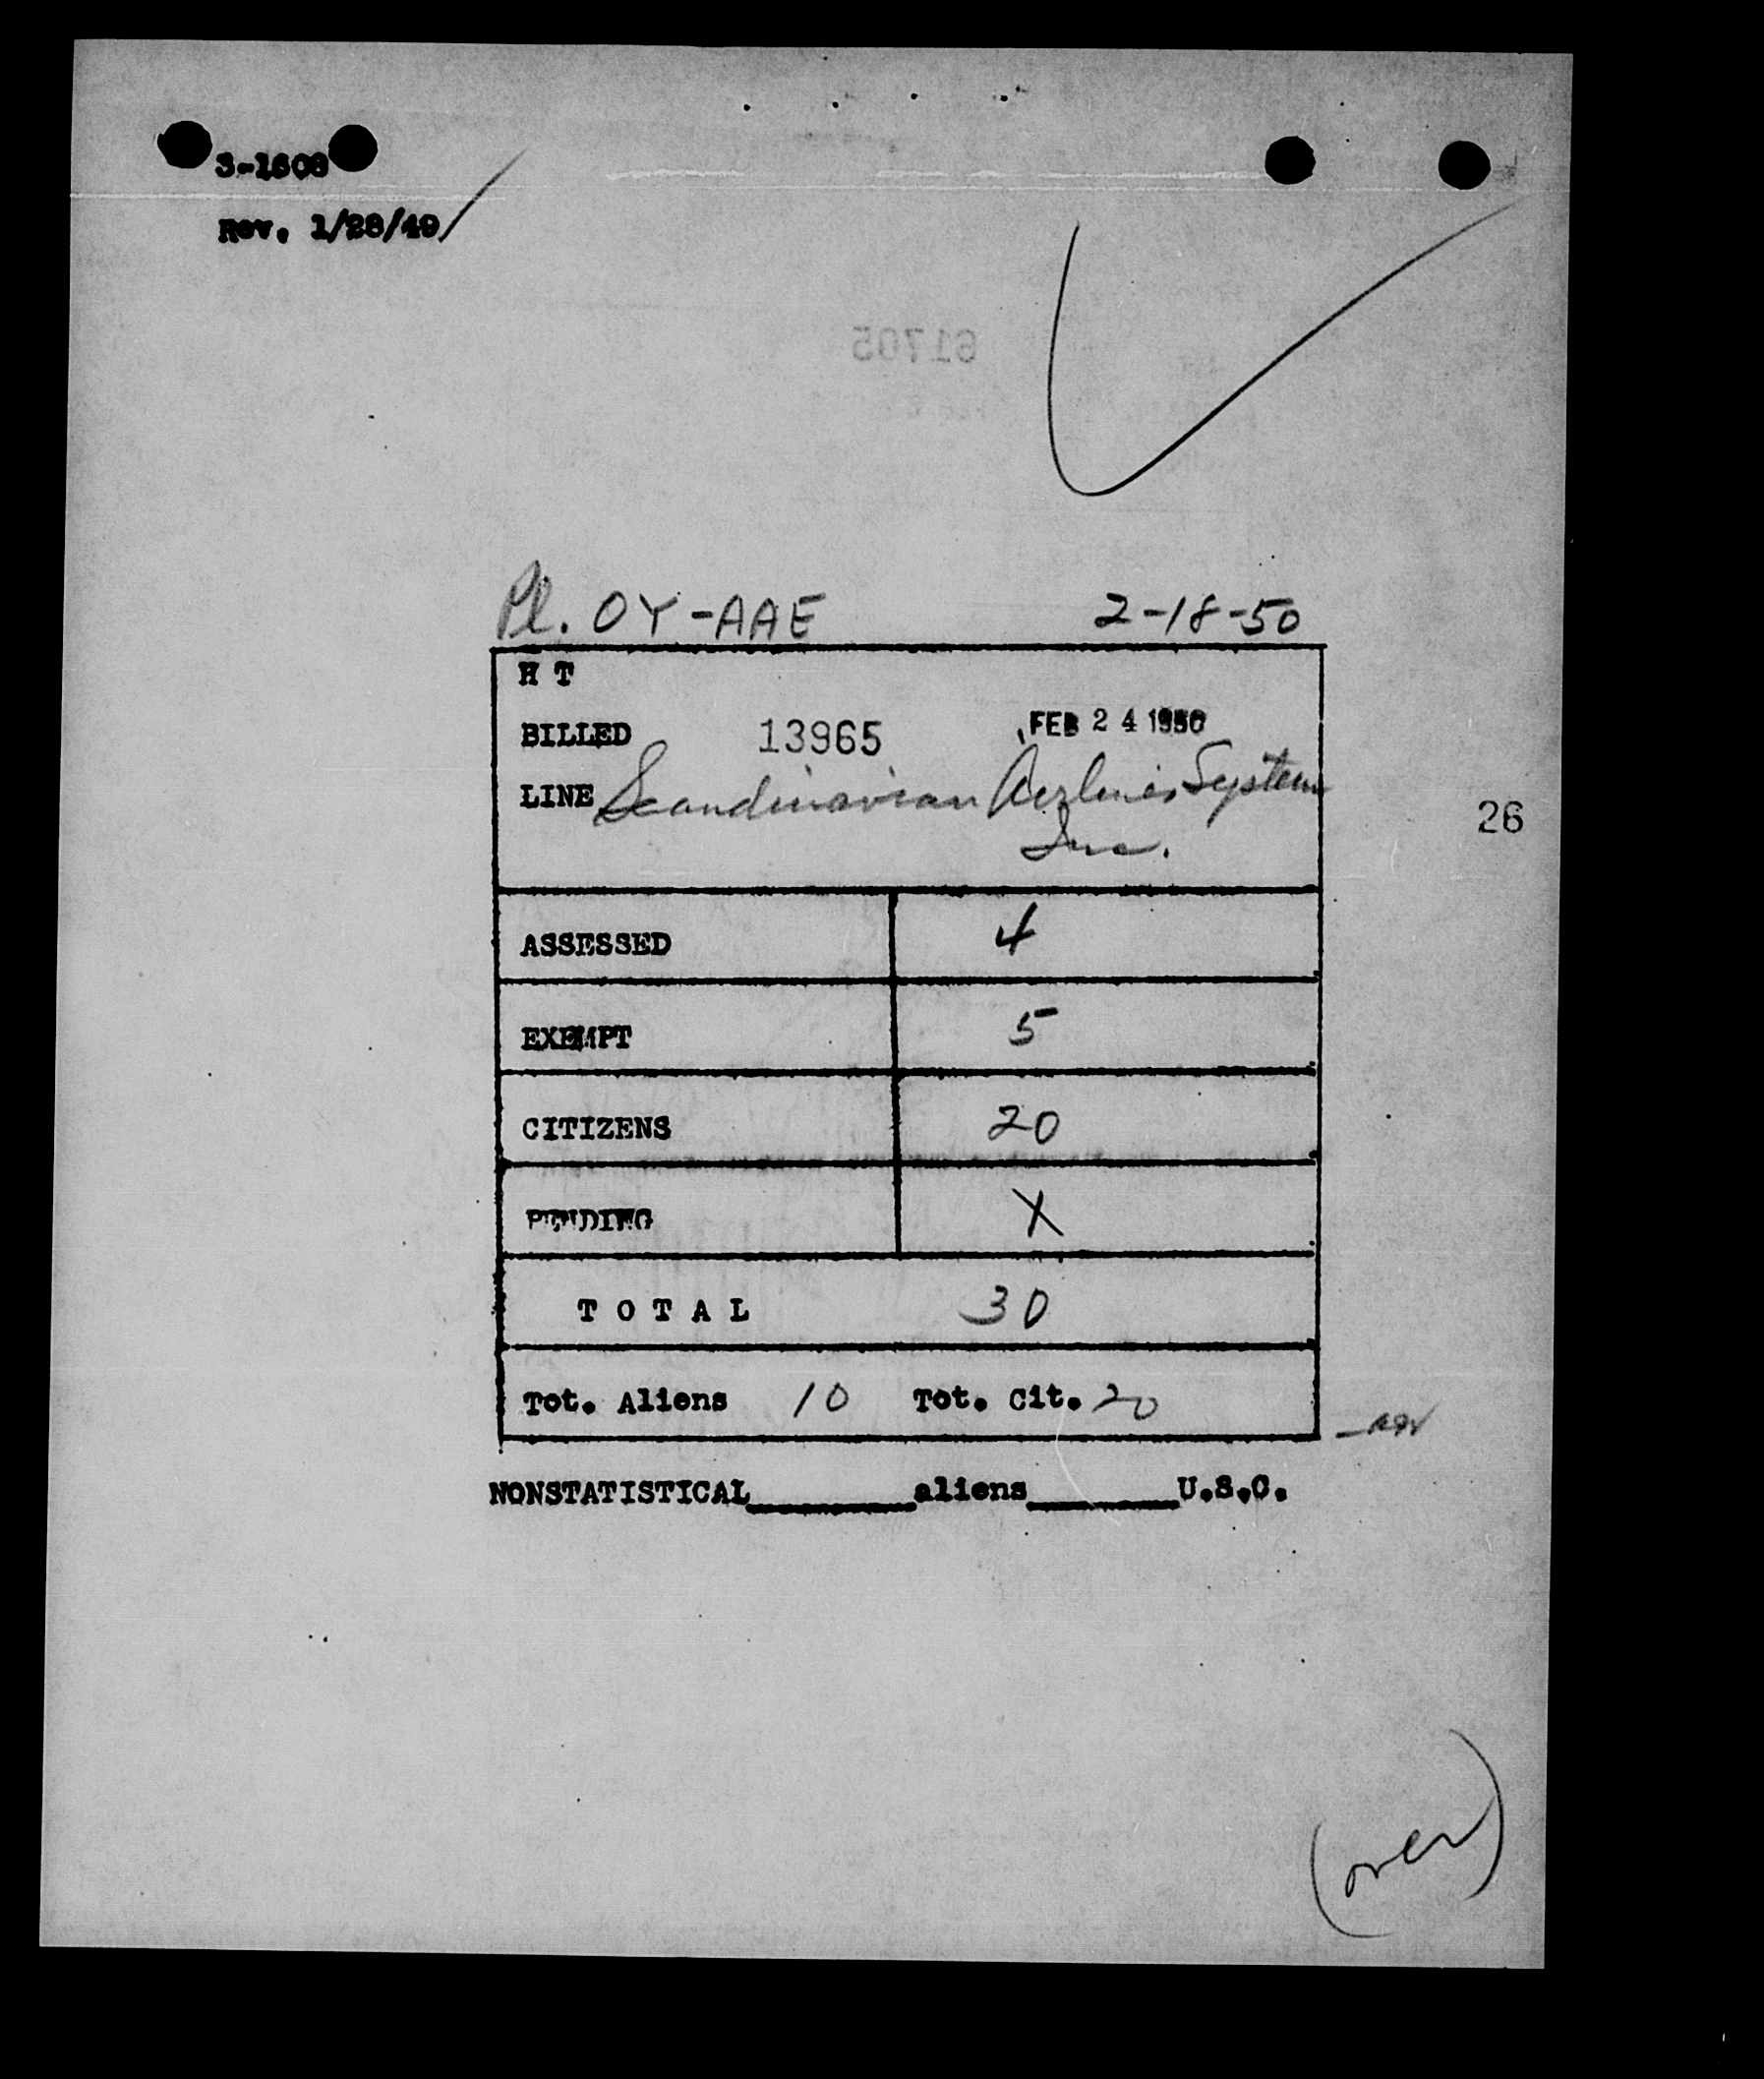 S-1608
Rev. 1/28/49
61705
Pl. OY-AAE 2-18-50
H T
BILLED 13965 FEB 24 1950
LINE Scandinavian Airlines System
Inc.
26
ASSESSED 4
EXEMPT 5
CITIZENS 20
PENDING X
TOTAL 30
Tot. Aliens 10 Tot. Cit. 20
NONSTATISTICAL aliens U.S.C.
(over)